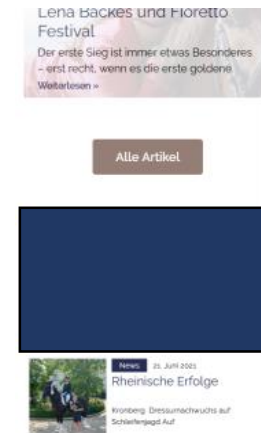 Lena Backes und Fioretto
Festival
Der erste Sieg ist immer etwas Besonderes
– erst recht, wenn es die erste goldene
Weiterlesen »
Alle Artikel
News 21. Juni 2021
Rheinische Erfolge
Kronberg. Dressurnachwuchs auf
Schleifenjagd Auf